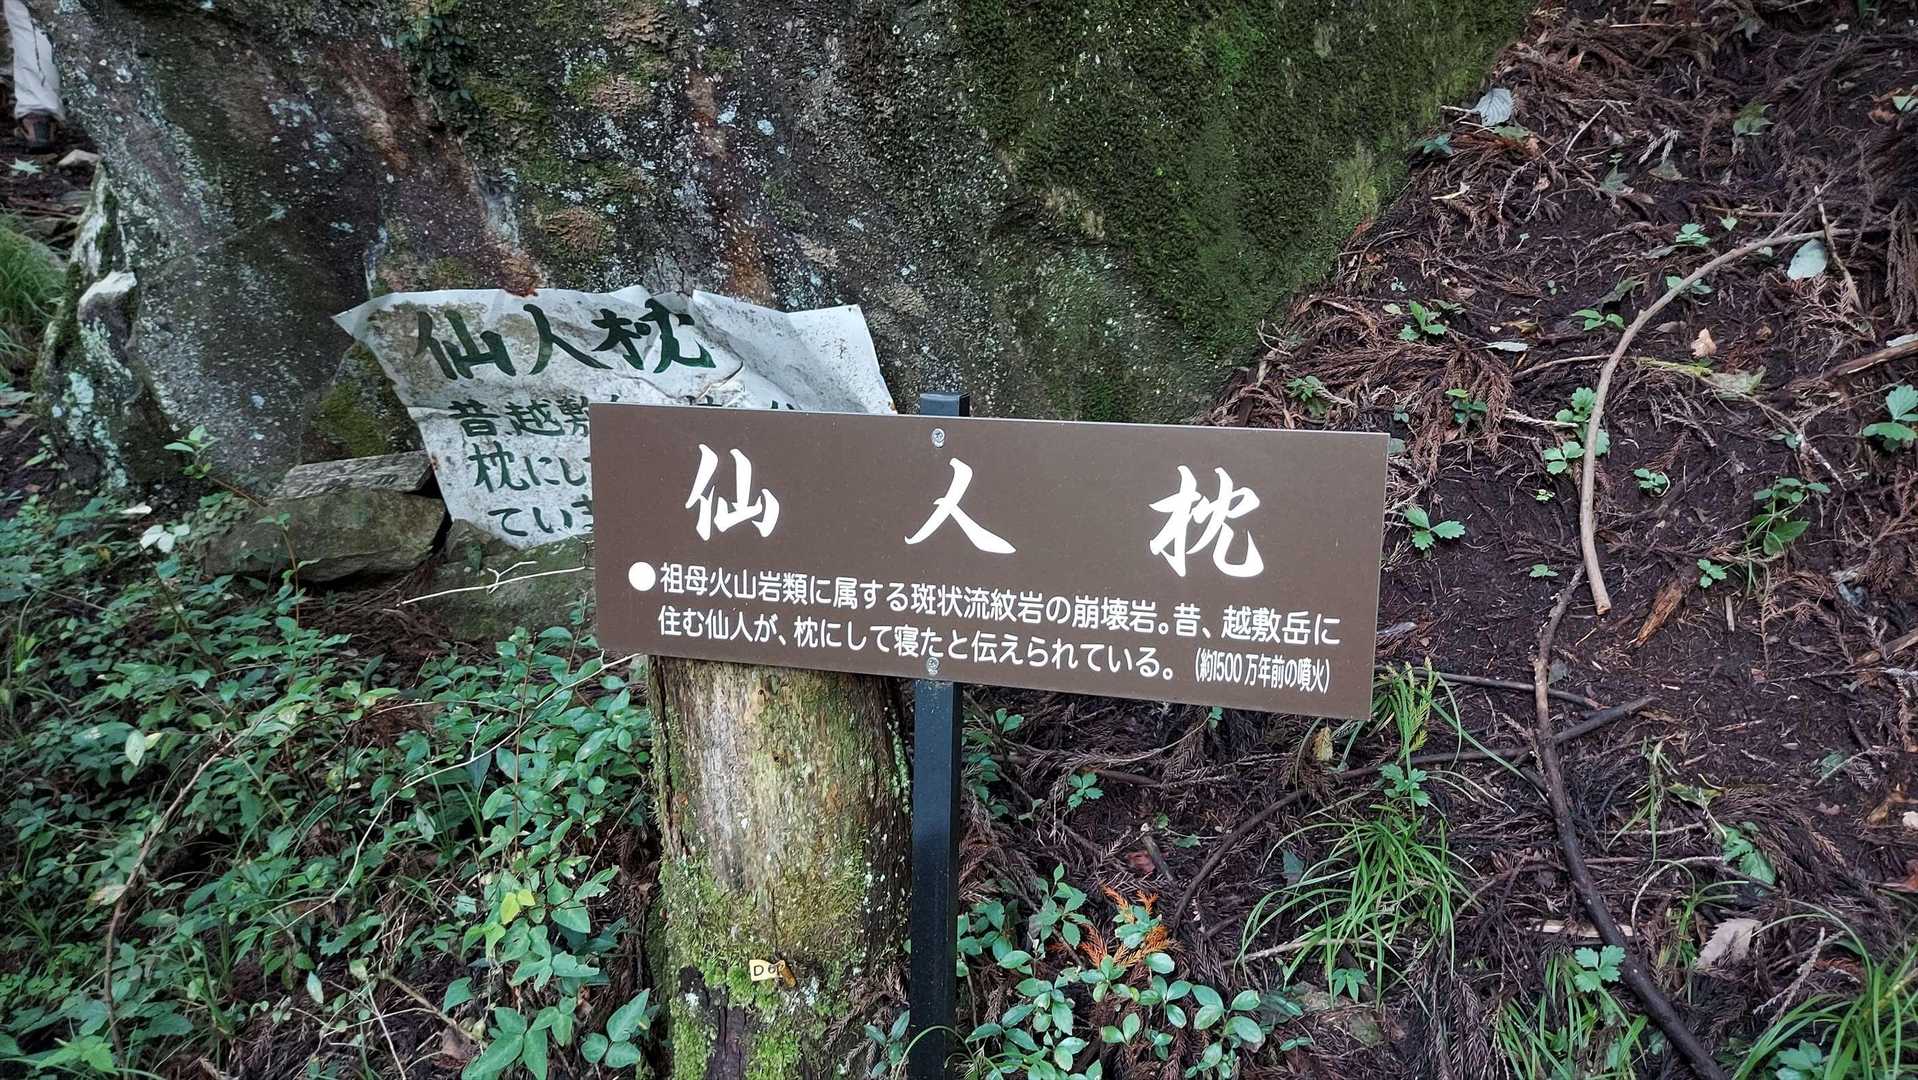 仙人枕
昔越敷
枕にし
てい
仙人枕
●祖母火山岩類に属する斑状流紋岩の崩壊岩。昔、越敷岳に
住む仙人が、枕にして寝たと伝えられている。(約1500万年前の噴火)